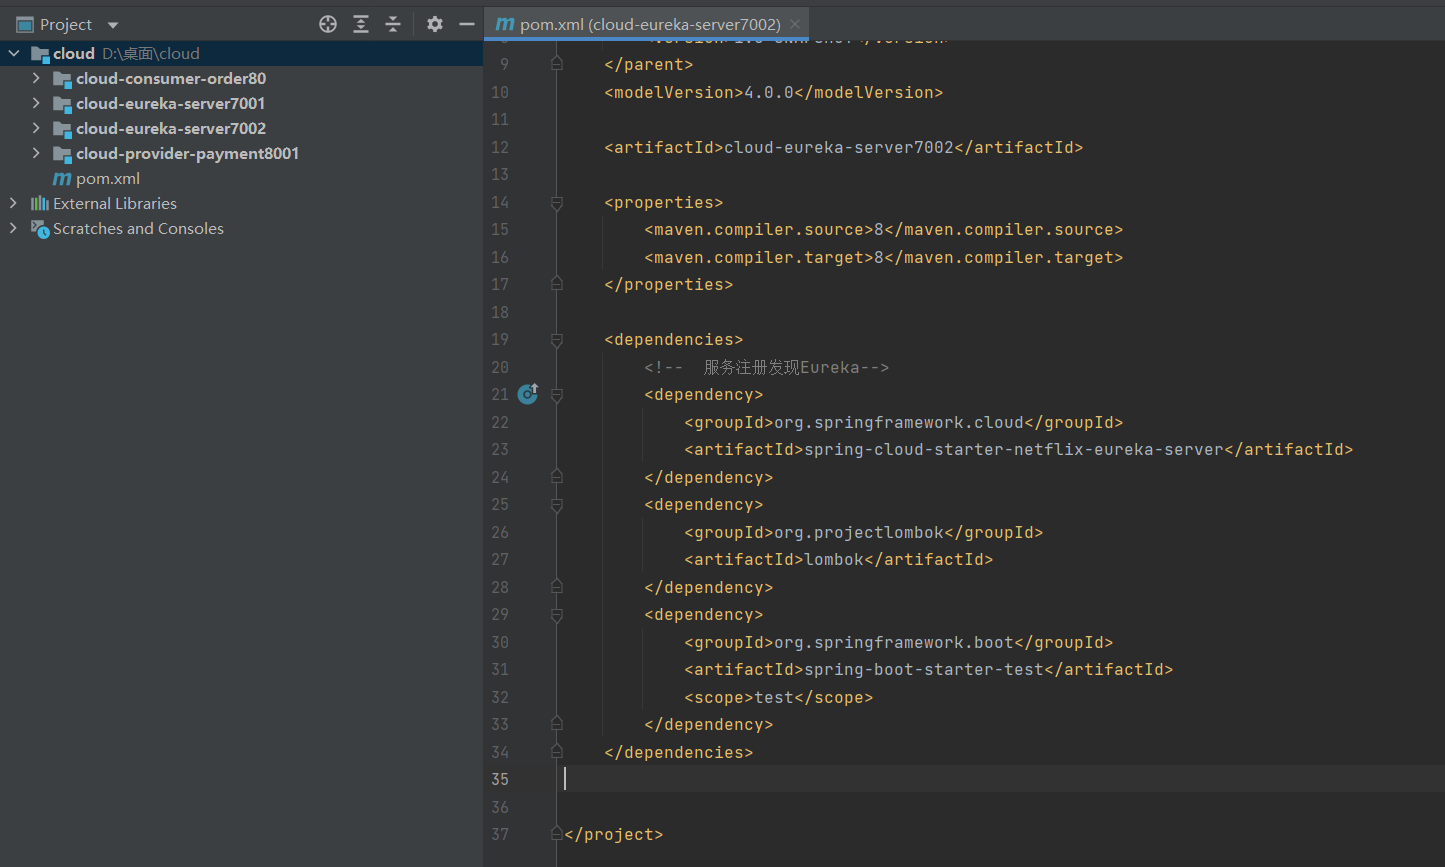 Project
cloud D:\桌面\cloud
cloud-consumer-order80
cloud-eureka-server7001
cloud-eureka-server7002
cloud-provider-payment8001
m pom.xml
External Libraries
Scratches and Consoles
m pom.xml (cloud-eureka-server7002)
9 </parent>
10 <modelVersion>4.0.0</modelVersion>
11
12 <artifactId>cloud-eureka-server7002</artifactId>
13
14 <properties>
15 <maven.compiler.source>8</maven.compiler.source>
16 <maven.compiler.target>8</maven.compiler.target>
17 </properties>
18
19 <dependencies>
20 <!--  服务注册发现Eureka-->
21 <dependency>
22 <groupId>org.springframework.cloud</groupId>
23 <artifactId>spring-cloud-starter-netflix-eureka-server</artifactId>
24 </dependency>
25 <dependency>
26 <groupId>org.projectlombok</groupId>
27 <artifactId>lombok</artifactId>
28 </dependency>
29 <dependency>
30 <groupId>org.springframework.boot</groupId>
31 <artifactId>spring-boot-starter-test</artifactId>
32 <scope>test</scope>
33 </dependency>
34 </dependencies>
35
36
37 </project>